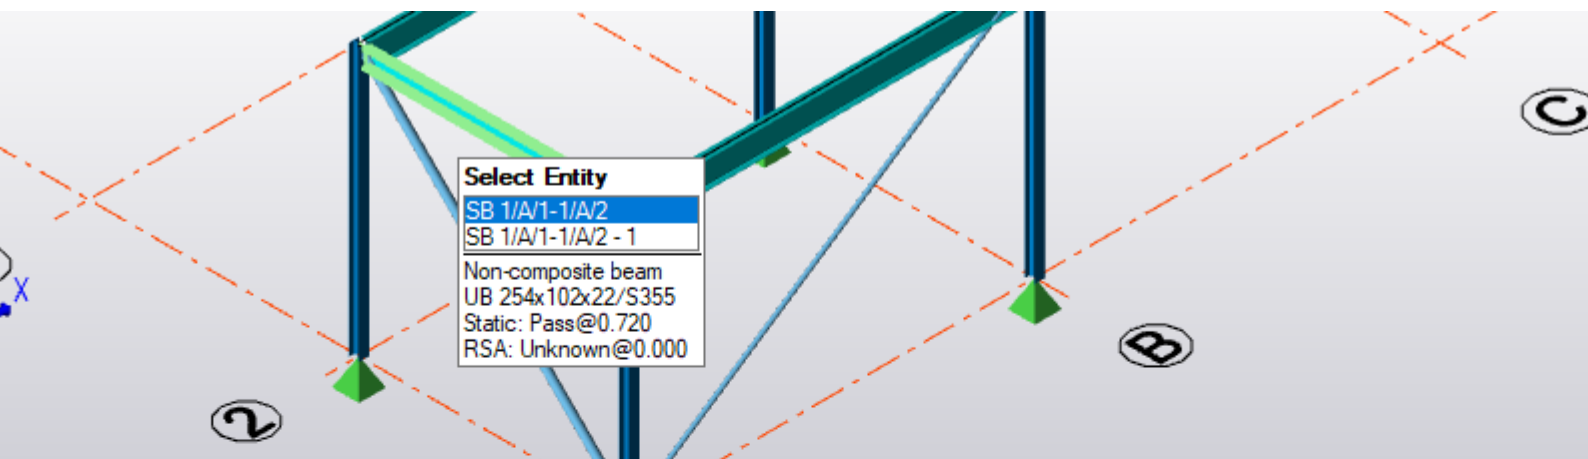 C
Select Entity
SB 1/A/1-1/A/2
SB 1/A/1-1/A/2 - 1
Non-composite beam
UB 254x102x22/S355
Static: Pass@0.720
RSA: Unknown@0.000
X
B
2